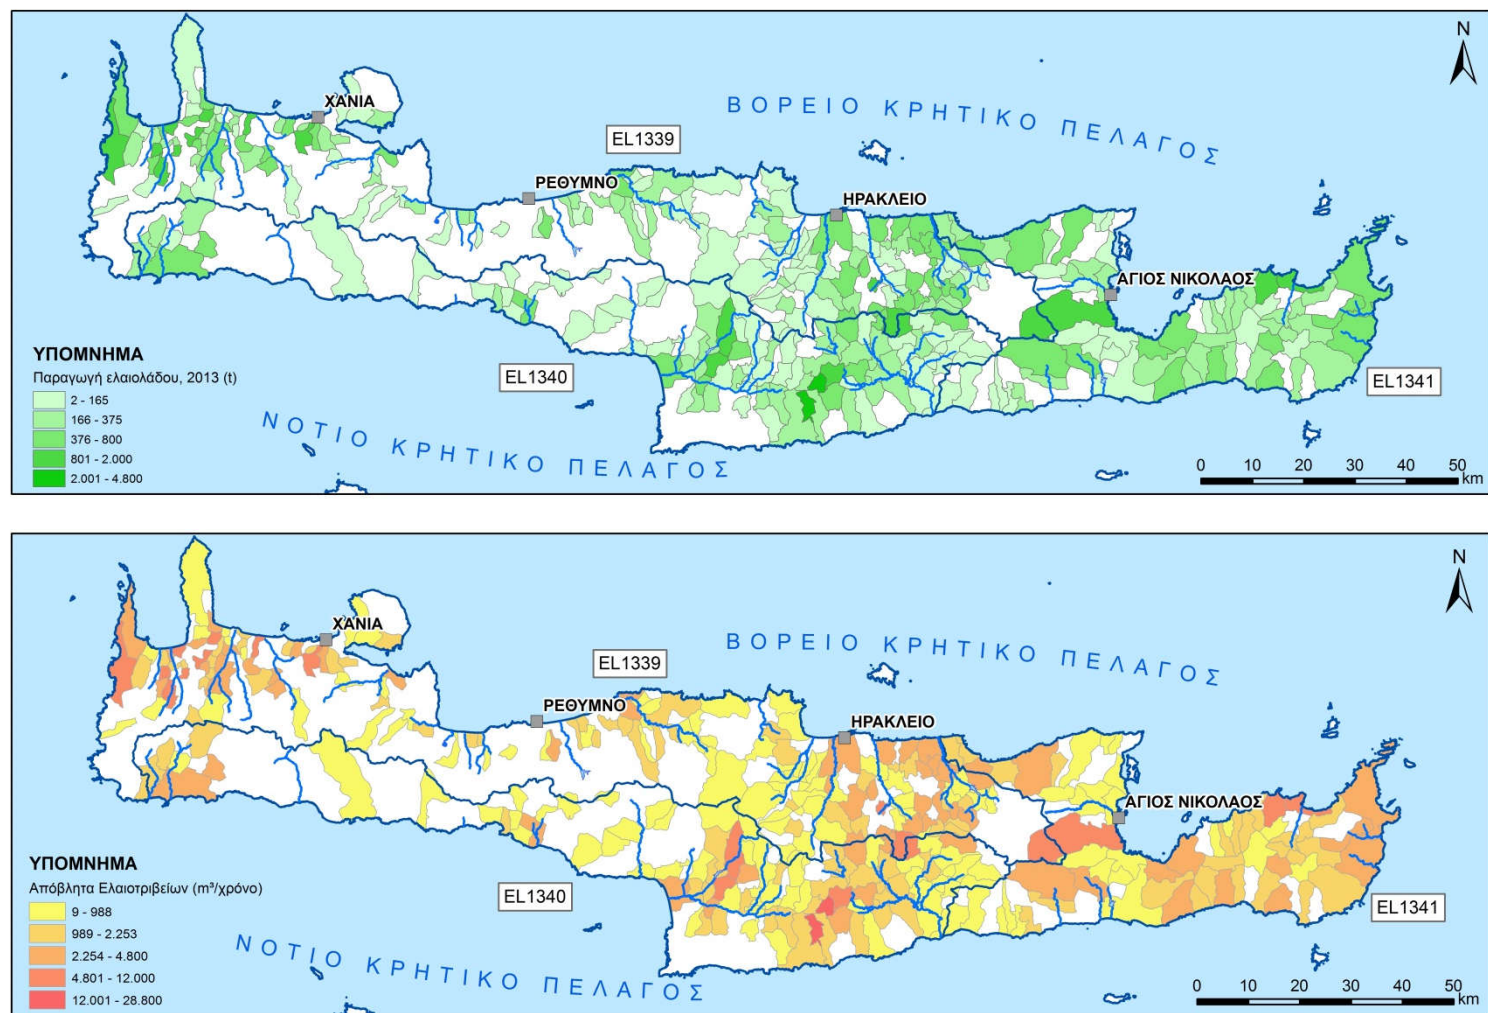 N
ΧΑΝΙΑ
ΒΟΡΕΙΟ ΚΡΗΤΙΚΟ ΠΕΛΑΓΟΣ
EL1339
ΡΕΘΥΜΝΟ
ΗΡΑΚΛΕΙΟ
ΑΓΙΟΣ ΝΙΚΟΛΑΟΣ
ΥΠΟΜΝΗΜΑ
Παραγωγή ελαιολάδου, 2013 (t)
2 - 165
166 - 375
376 - 800
801 - 2.000
2.001 - 4.800
EL1340
EL1341
ΝΟΤΙΟ ΚΡΗΤΙΚΟ ΠΕΛΑΓΟΣ
0 10 20 30 40 50
km
N
ΧΑΝΙΑ
ΒΟΡΕΙΟ ΚΡΗΤΙΚΟ ΠΕΛΑΓΟΣ
EL1339
ΡΕΘΥΜΝΟ
ΗΡΑΚΛΕΙΟ
ΑΓΙΟΣ ΝΙΚΟΛΑΟΣ
ΥΠΟΜΝΗΜΑ
Απόβλητα Ελαιοτριβείων (m³/χρόνο)
9 - 988
989 - 2.253
2.254 - 4.800
4.801 - 12.000
12.001 - 28.800
EL1340
EL1341
ΝΟΤΙΟ ΚΡΗΤΙΚΟ ΠΕΛΑΓΟΣ
0 10 20 30 40 50
km